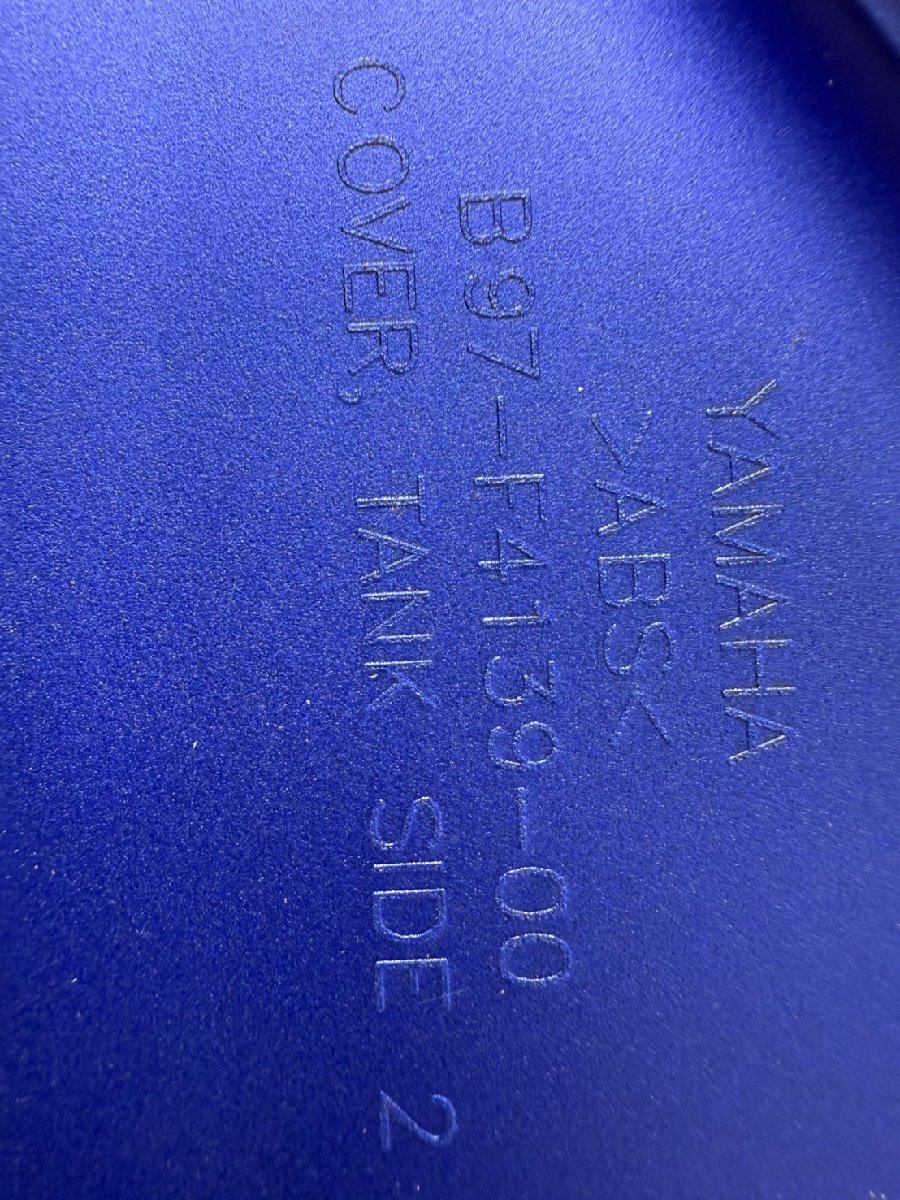 YAMAHA
>ABS<
B97-F4139-00
COVER, TANK SIDE 2